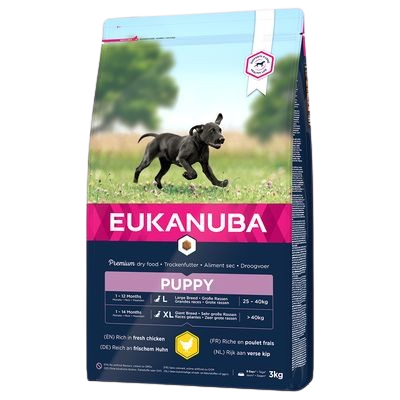 EUKANUBA
Premium dry food • Trockenfutter • Aliment sec • Droogvoer
PUPPY
1 - 12 Months L Large Breed • Große Rassen 25 - 40kg
Grandes races • Grote rassen
1 - 14 Months XL Giant Breed • Sehr große Rassen > 40kg
Races géantes • Zeer grote rassen
(EN) Rich in fresh chicken (FR) Riche en poulet frais
(DE) Reich an frischem Huhn (NL) Rijk aan verse kip
3kg